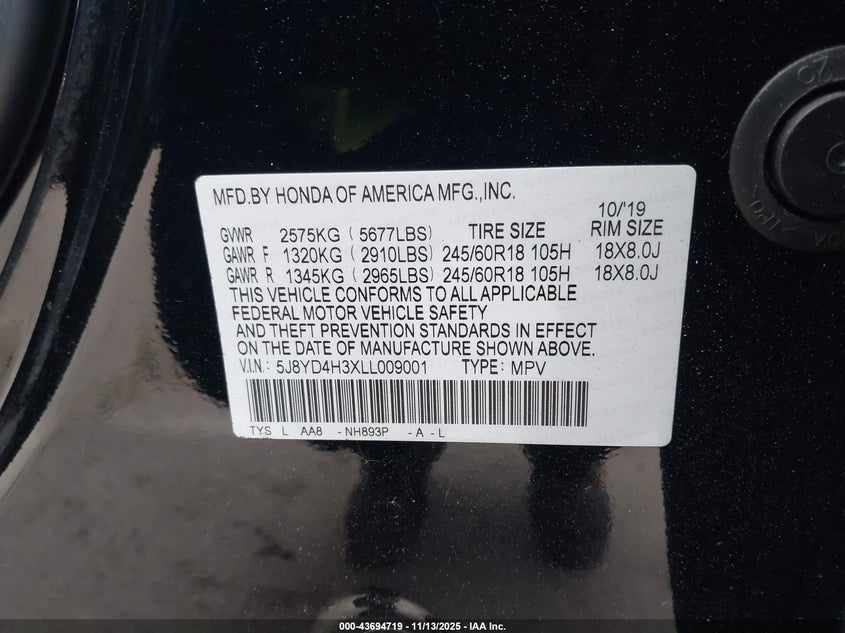 MFD.BY HONDA OF AMERICA MFG.,INC.
10/'19
GVWR 2575KG ( 5677LBS) TIRE SIZE RIM SIZE
GAWR F 1320KG ( 2910LBS) 245/60R18 105H 18X8.0J
GAWR R 1345KG ( 2965LBS) 245/60R18 105H 18X8.0J
THIS VEHICLE CONFORMS TO ALL APPLICABLE
FEDERAL MOTOR VEHICLE SAFETY
AND THEFT PREVENTION STANDARDS IN EFFECT
ON THE DATE OF MANUFACTURE SHOWN ABOVE.
V.I.N.: 5J8YD4H3XLL009001 TYPE: MPV
TYS L AA8 -NH893P -A -L
000-43694719 - 11/13/2025 - IAA Inc.